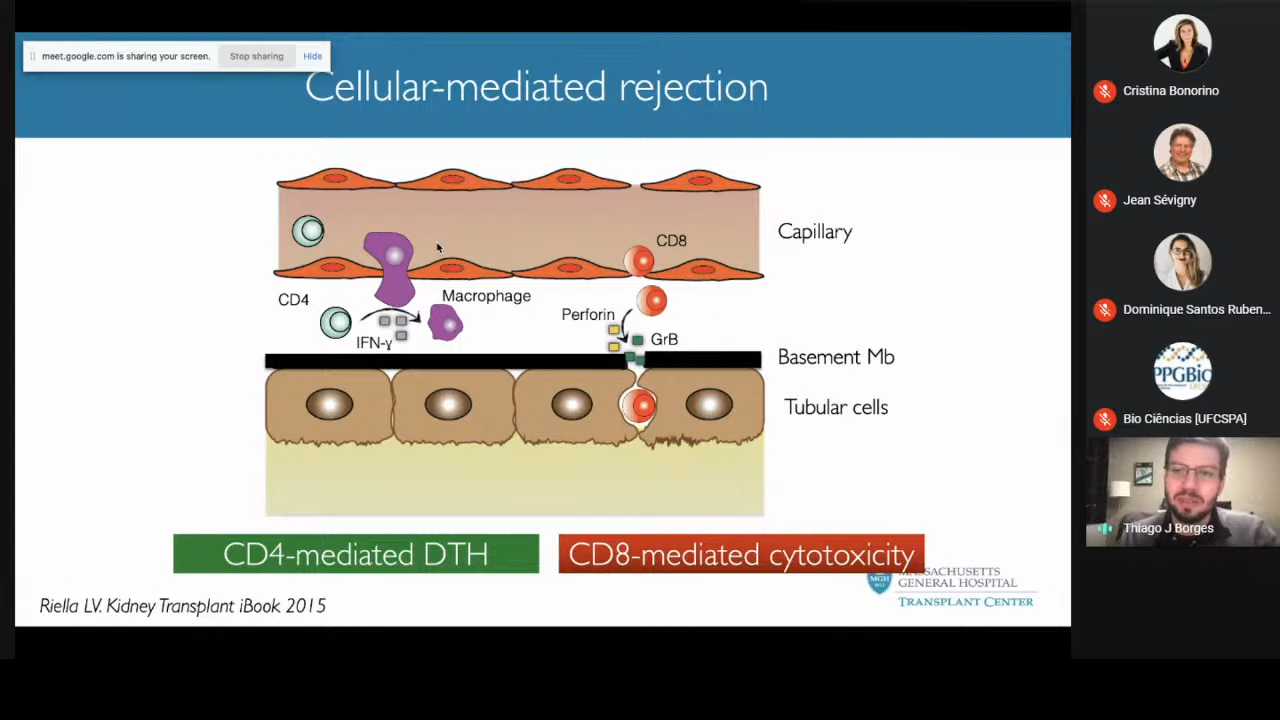 meet.google.com is sharing your screen.
Stop sharing
Hide
Cellular-mediated rejection
Capillary
CD8
CD4
Macrophage
Perforin
IFN-γ
GrB
Basement Mb
Tubular cells
CD4-mediated DTH
CD8-mediated cytotoxicity
Riella LV. Kidney Transplant iBook 2015
MGH
1811
MASSACHUSETTS
GENERAL HOSPITAL
TRANSPLANT CENTER
Cristina Bonorino
Jean Sévigny
Dominique Santos Ruben...
PPGBio
Bio Ciências [UFCSPA]
Thiago J Borges